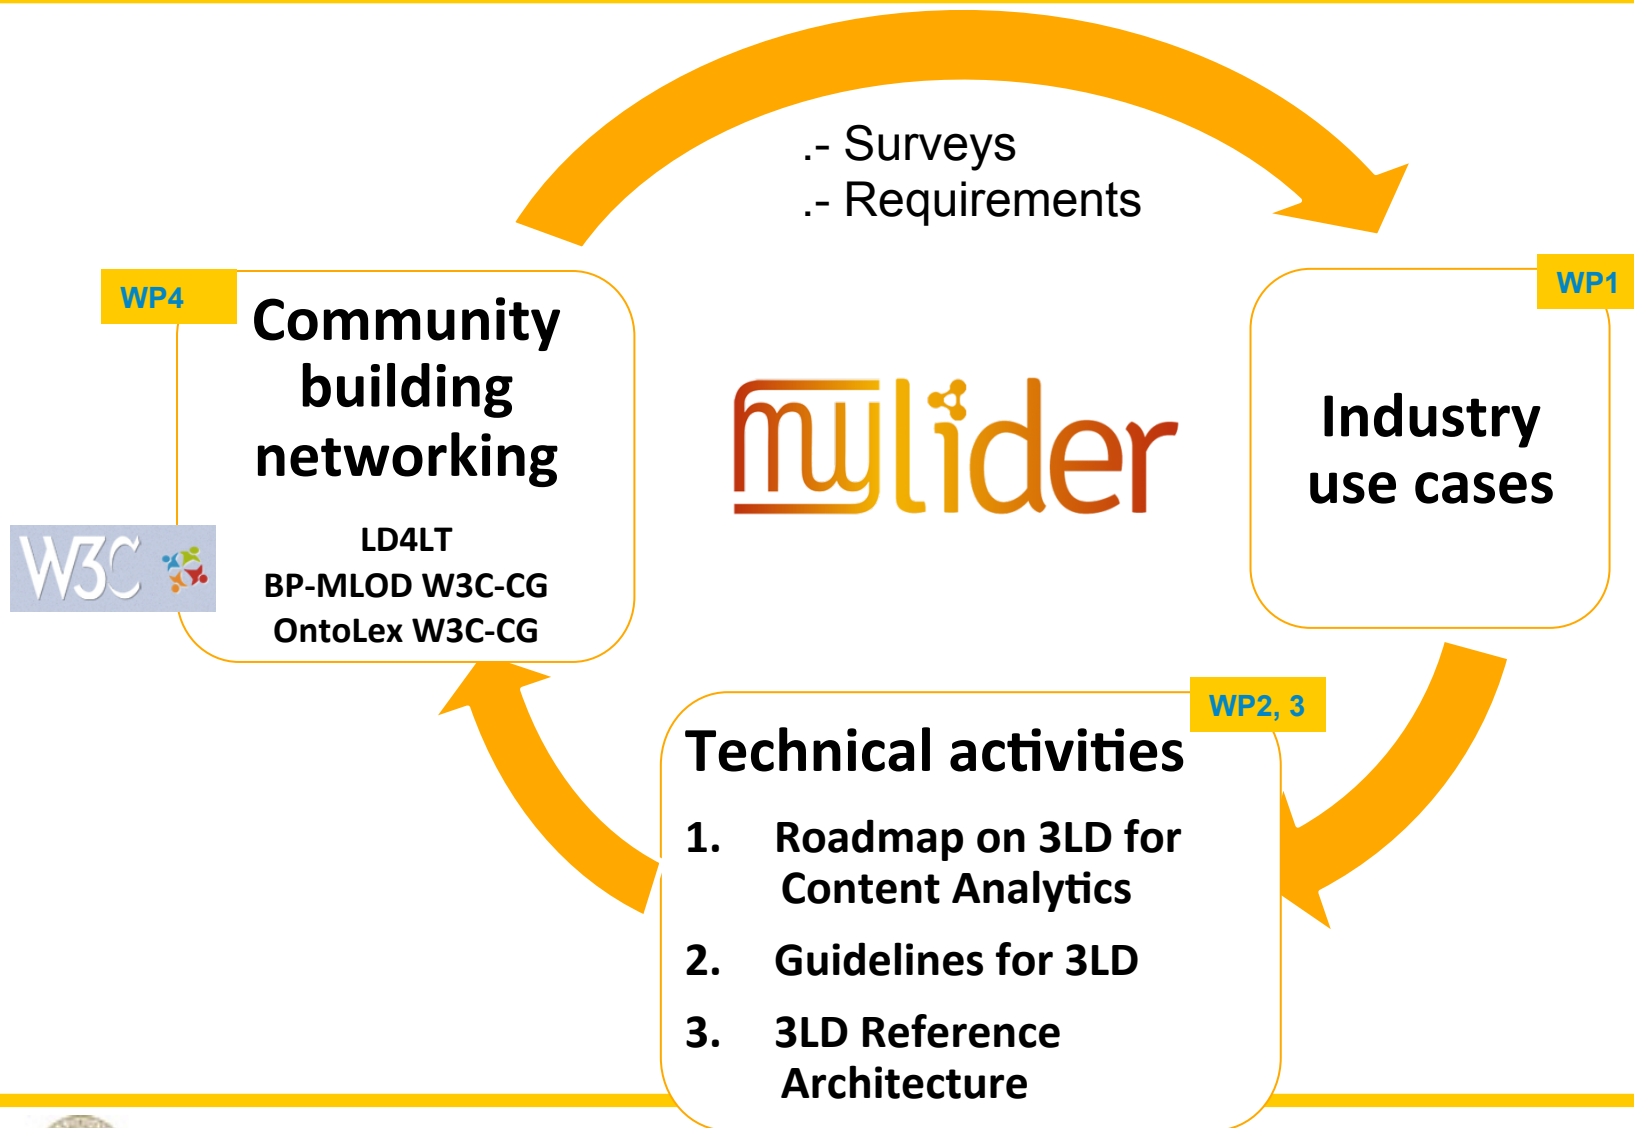 .- Surveys
.- Requirements
WP4
Community
building
networking
LD4LT
BP-MLOD W3C-CG
OntoLex W3C-CG
W3C
mylider
WP1
Industry
use cases
WP2, 3
Technical activities
1. Roadmap on 3LD for
Content Analytics
2. Guidelines for 3LD
3. 3LD Reference
Architecture